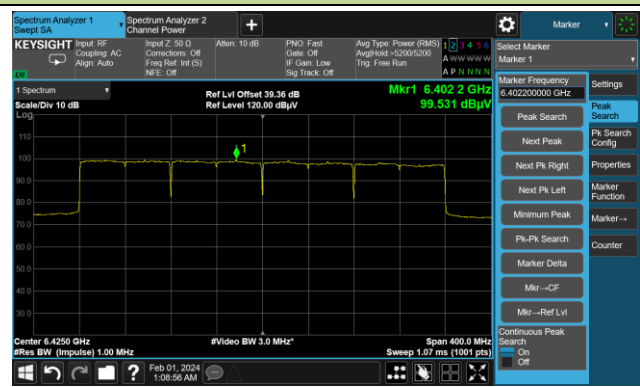 Spectrum Analyzer 1
Swept SA
Spectrum Analyzer 2
Channel Power
+
Marker
KEYSIGHT
Input: RF
Coupling: AC
Align: Auto
Input Z: 50 Ω
Corrections: Off
Freq Ref: Int (S)
NFE: Off
Atten: 10 dB
PNO: Fast
Gate: Off
IF Gain: Low
Sig Track: Off
Avg Type: Power (RMS)
Avg|Hold:>5200/5200
Trig: Free Run
1 2 3 4 5 6
A W W W W W
A P N N N N
LW
1 Spectrum
Scale/Div 10 dB
Log
Ref Lvl Offset 39.36 dB
Ref Level 120.00 dBµV
Mkr1 6.402 2 GHz
99.531 dBµV
1
110
100
90.0
80.0
70.0
60.0
50.0
40.0
30.0
Center 6.4250 GHz
#Res BW (Impulse) 1.00 MHz
#Video BW 3.0 MHz*
Span 400.0 MHz
Sweep 1.07 ms (1001 pts)
Feb 01, 2024
1:08:56 AM
?
Select Marker
Marker 1
Marker Frequency
6.402200000 GHz
Peak Search
Next Peak
Next Pk Right
Next Pk Left
Minimum Peak
Pk-Pk Search
Marker Delta
Mkr→CF
Mkr→Ref Lvl
Continuous Peak
Search
On
Off
Settings
Peak
Search
Pk Search
Config
Properties
Marker
Function
Marker→
Counter